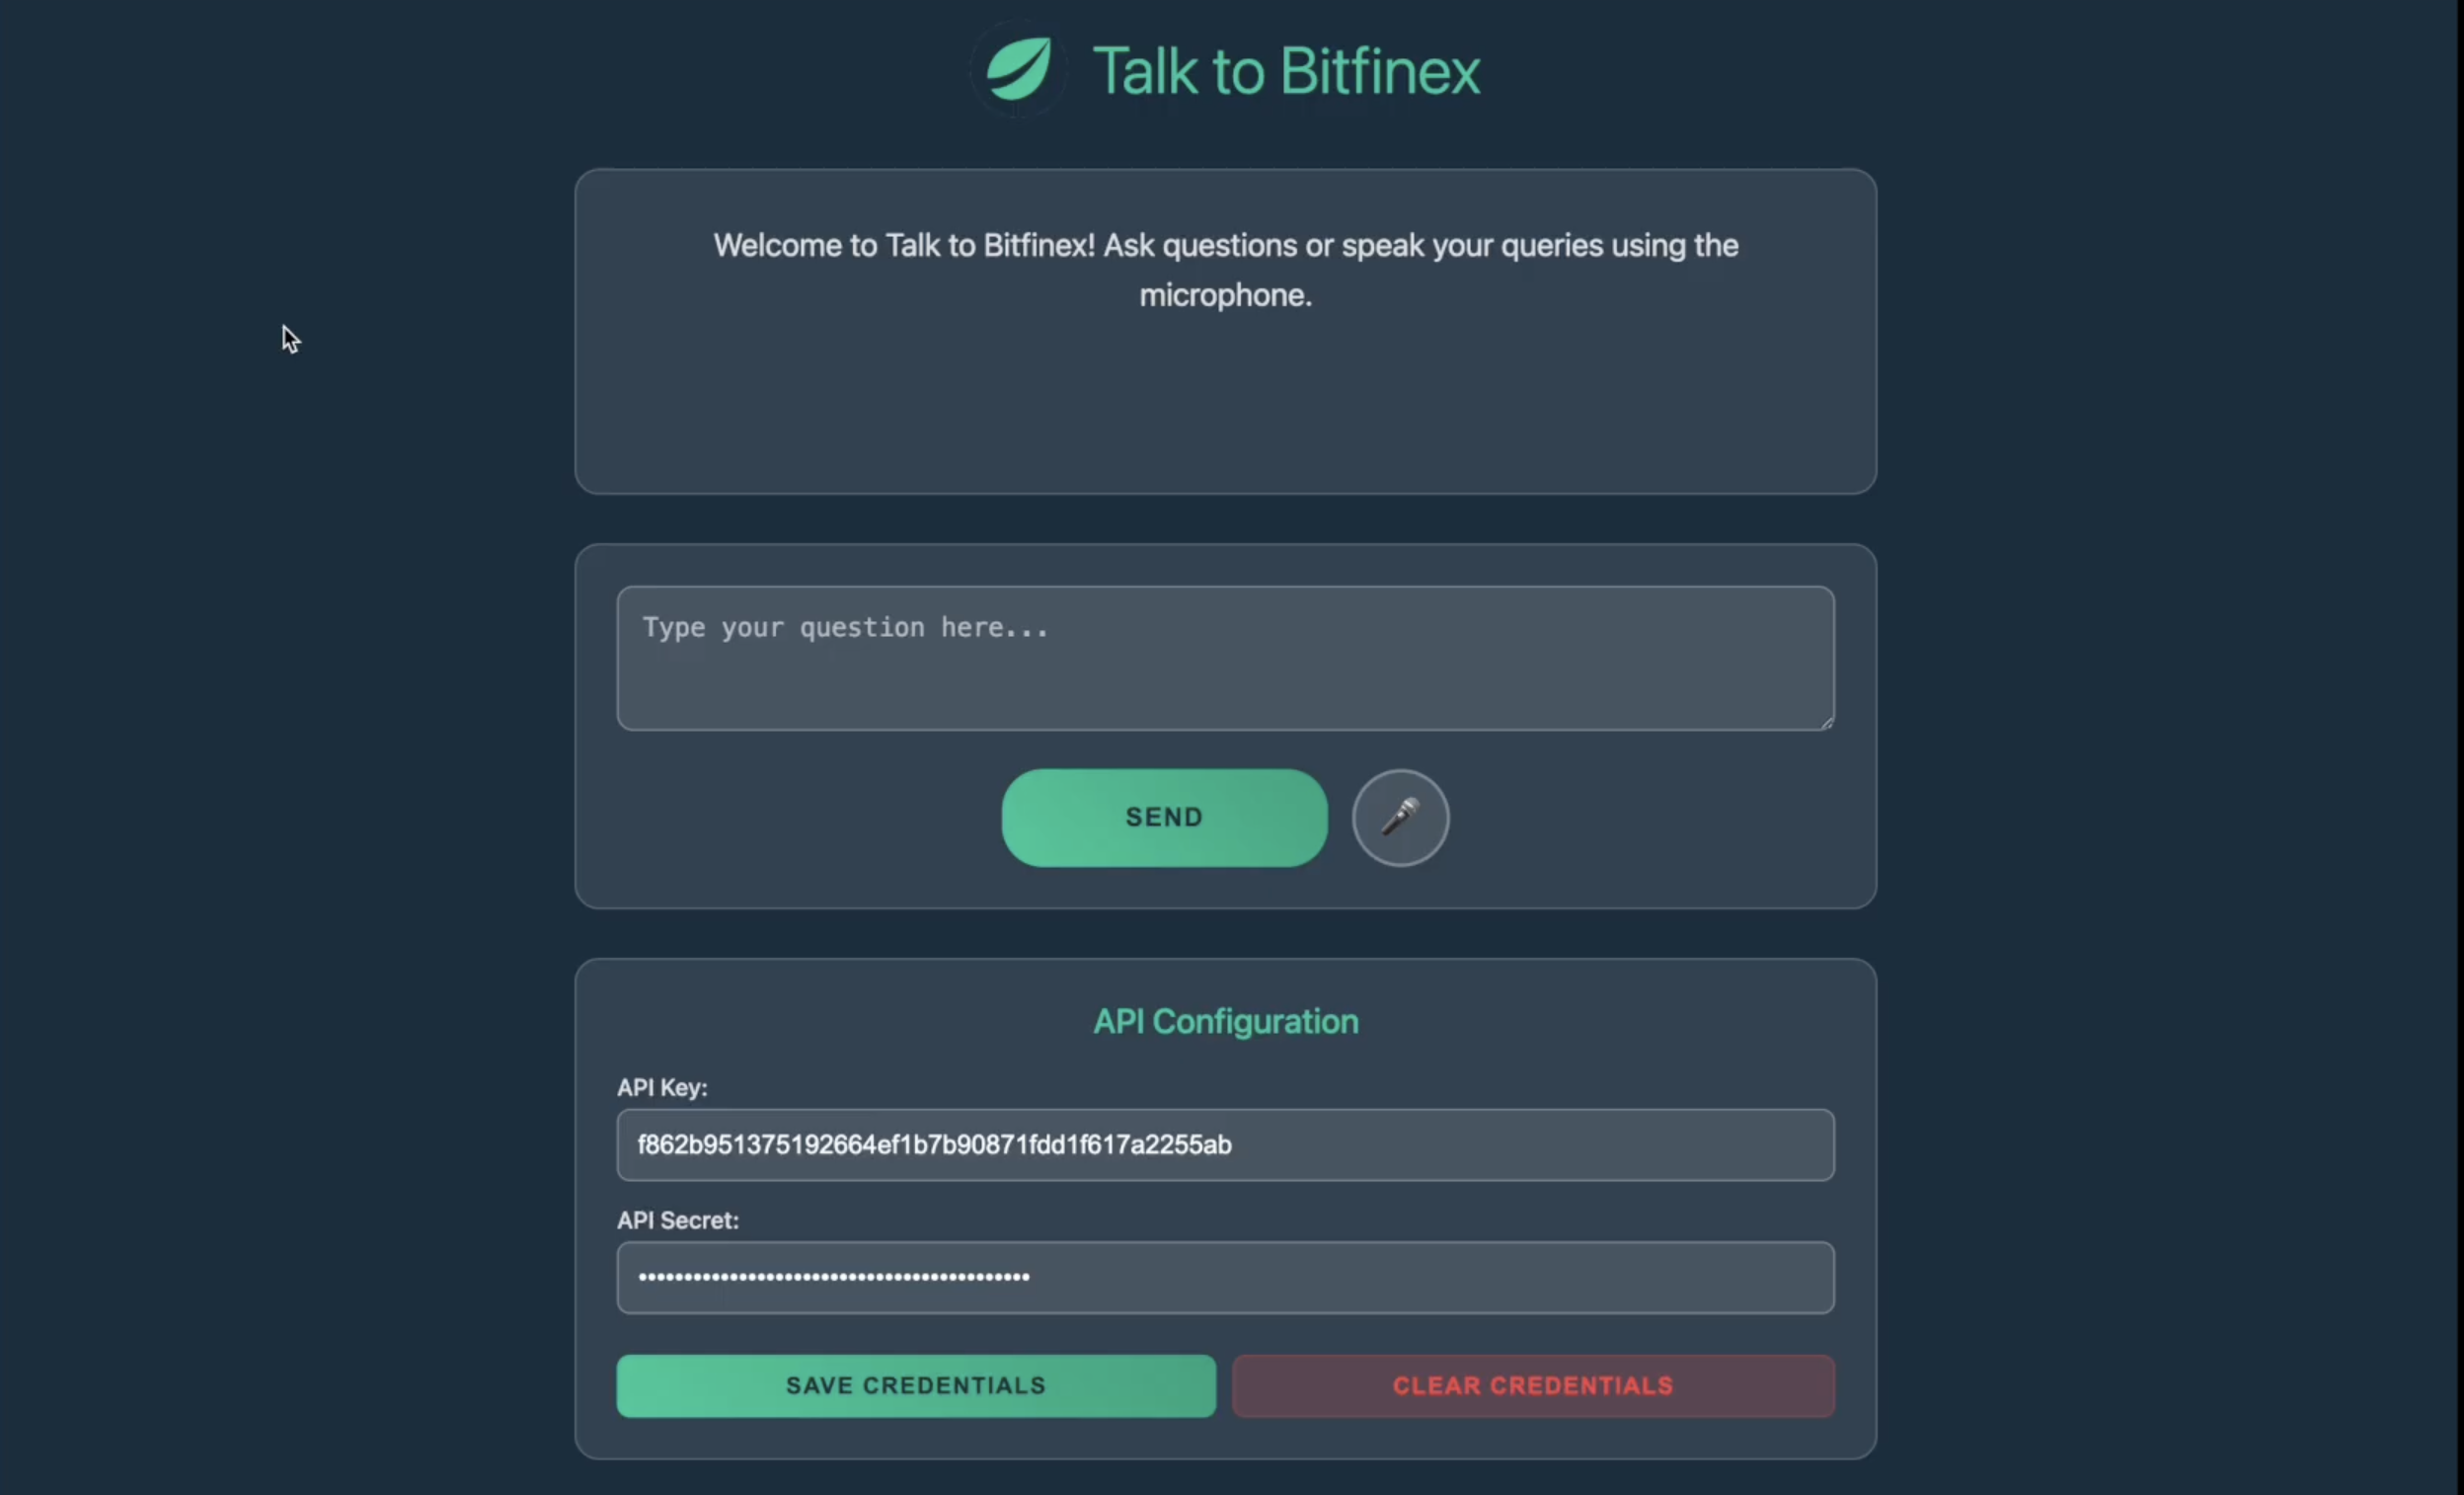 Talk to Bitfinex
Welcome to Talk to Bitfinex! Ask questions or speak your queries using the
microphone.
Type your question here...
SEND
API Configuration
API Key:
f862b951375192664ef1b7b90871fdd1f617a2255ab
API Secret:
•••••••••••••••••••••••••••••••••••••••••••
SAVE CREDENTIALS
CLEAR CREDENTIALS